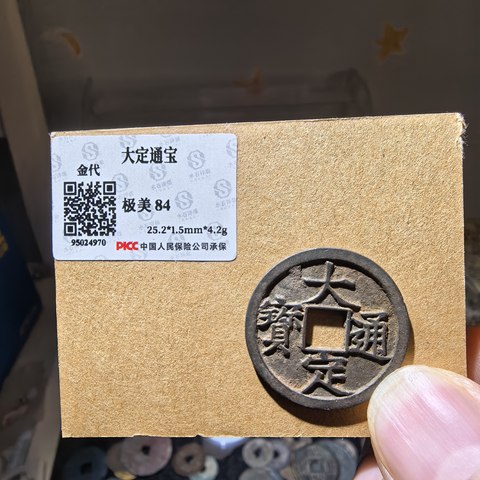 大定通宝
金代
极美 84
25.2*1.5mm*4.2g
95024970
PICC 中国人民保险公司承保
大定通寶